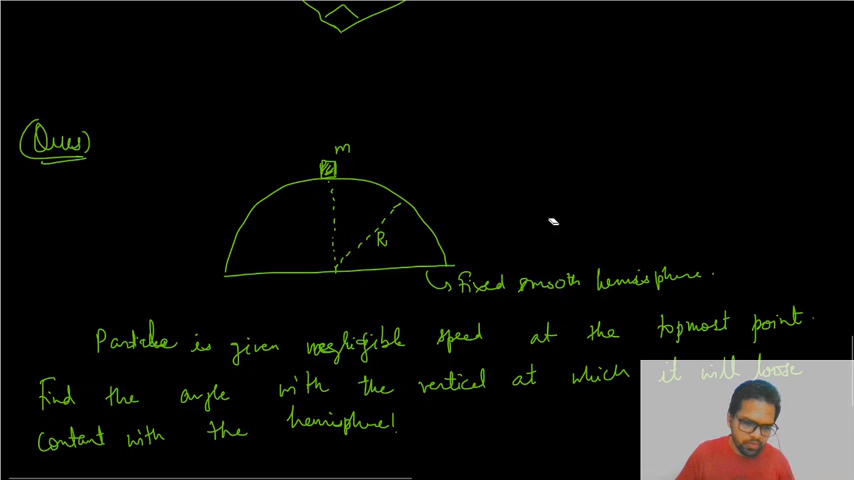 Ques
m
R
fixed smooth hemisphere.
Particle is given negligible speed at the topmost point.
Find the angle with the vertical at which it will loose
contant with the hemisphere!